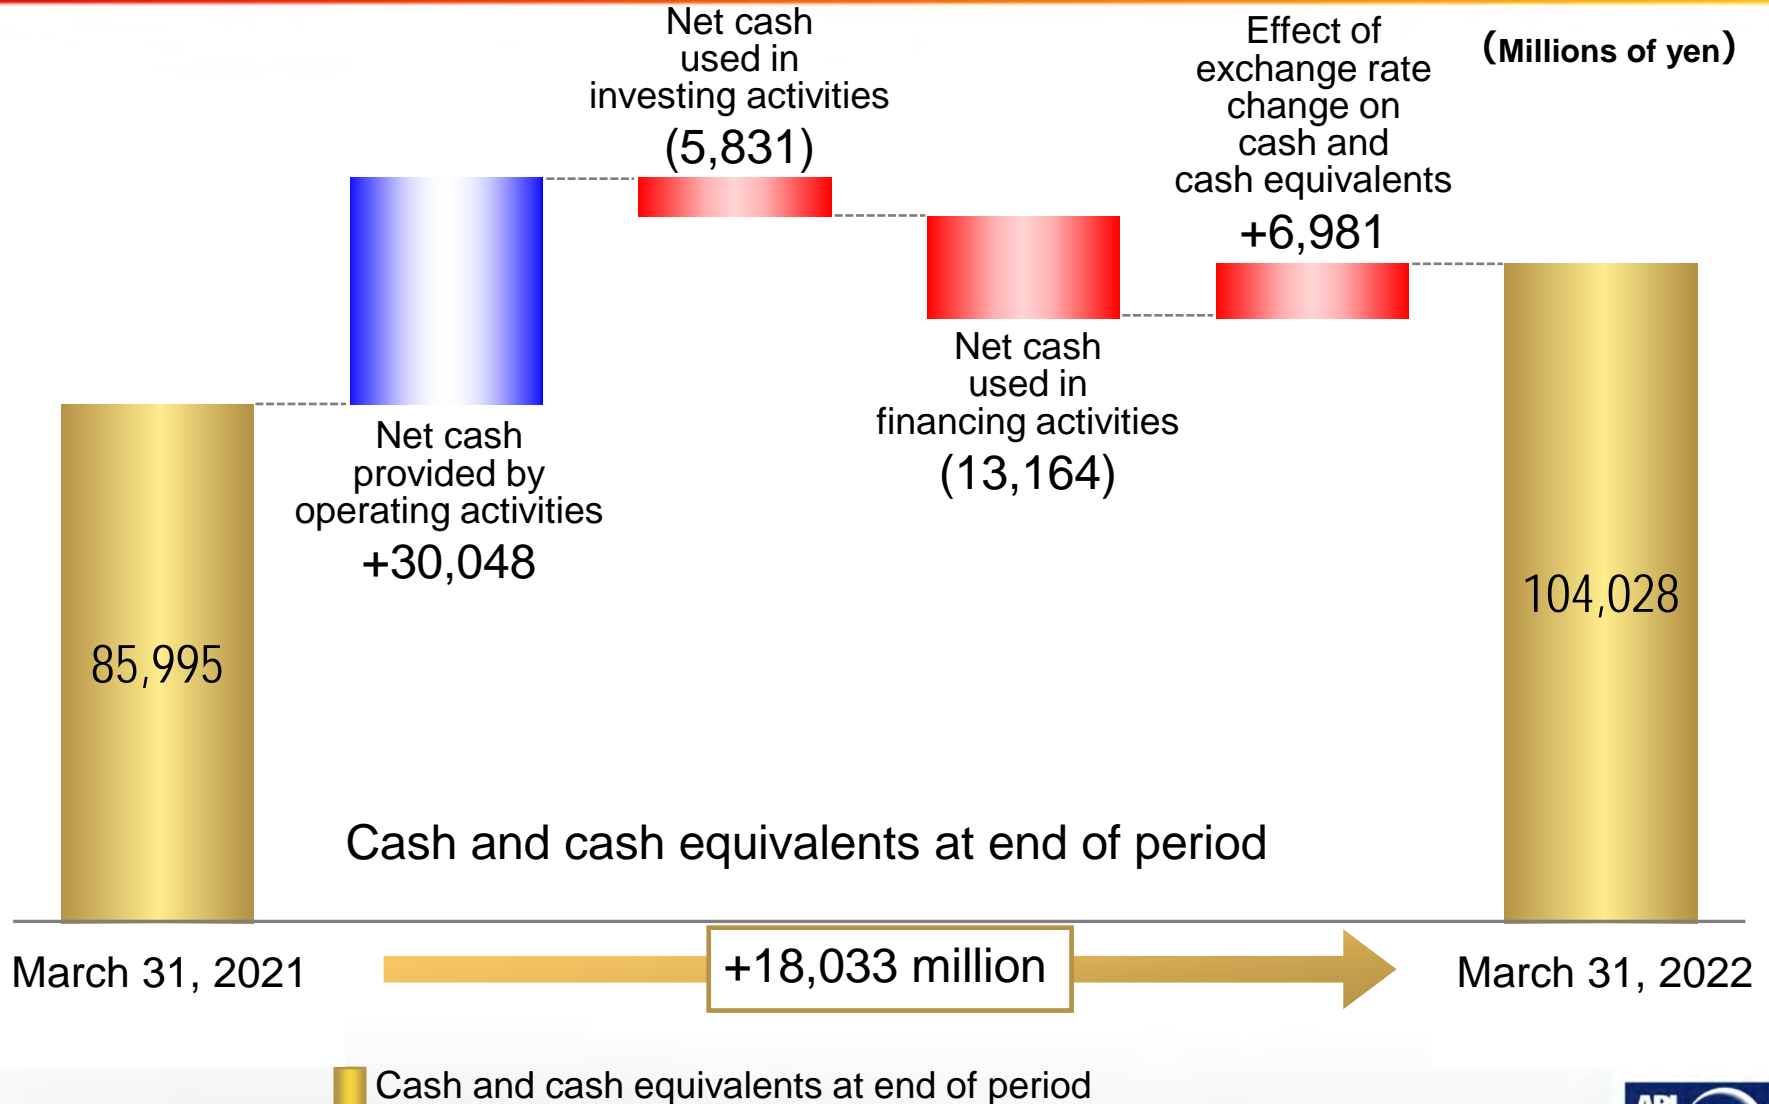 Net cash
used in
investing activities
(5,831)
Effect of
exchange rate
change on
cash and
cash equivalents
+6,981
(Millions of yen)
Net cash
provided by
operating activities
+30,048
Net cash
used in
financing activities
(13,164)
85,995
104,028
Cash and cash equivalents at end of period
March 31, 2021
+18,033 million
March 31, 2022
Cash and cash equivalents at end of period